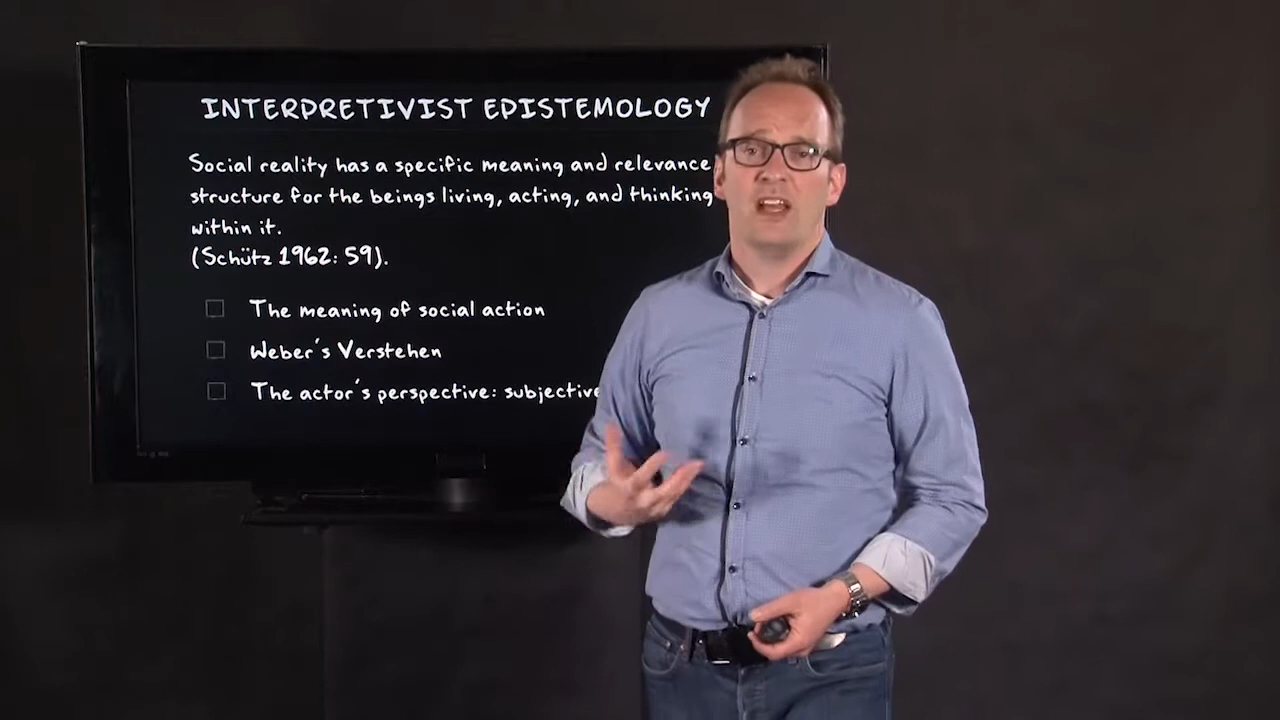 INTERPRETIVIST EPISTEMOLOGY
Social reality has a specific meaning and relevance
structure for the beings living, acting, and thinking
within it.
(Schütz 1962: 59).
The meaning of social action
Weber's Verstehen
The actor's perspective: subjective